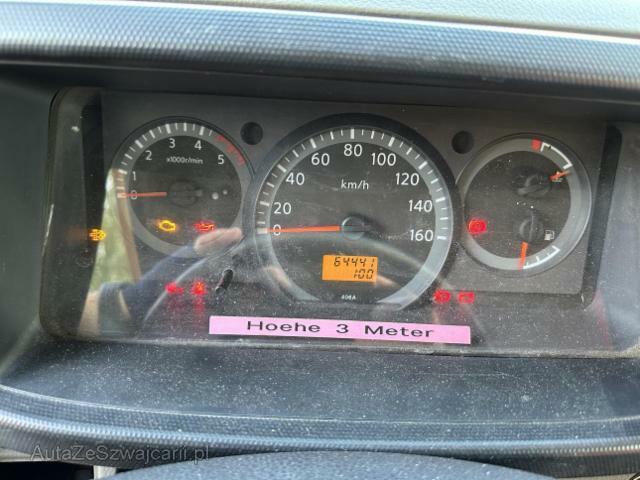 0 1 2 3 4 5
x1000r/min
0 20 40 60 80 100 120 140 160
km/h
64441
100
406A
Hoehe 3 Meter
AutaZeSzwajcarii.pl